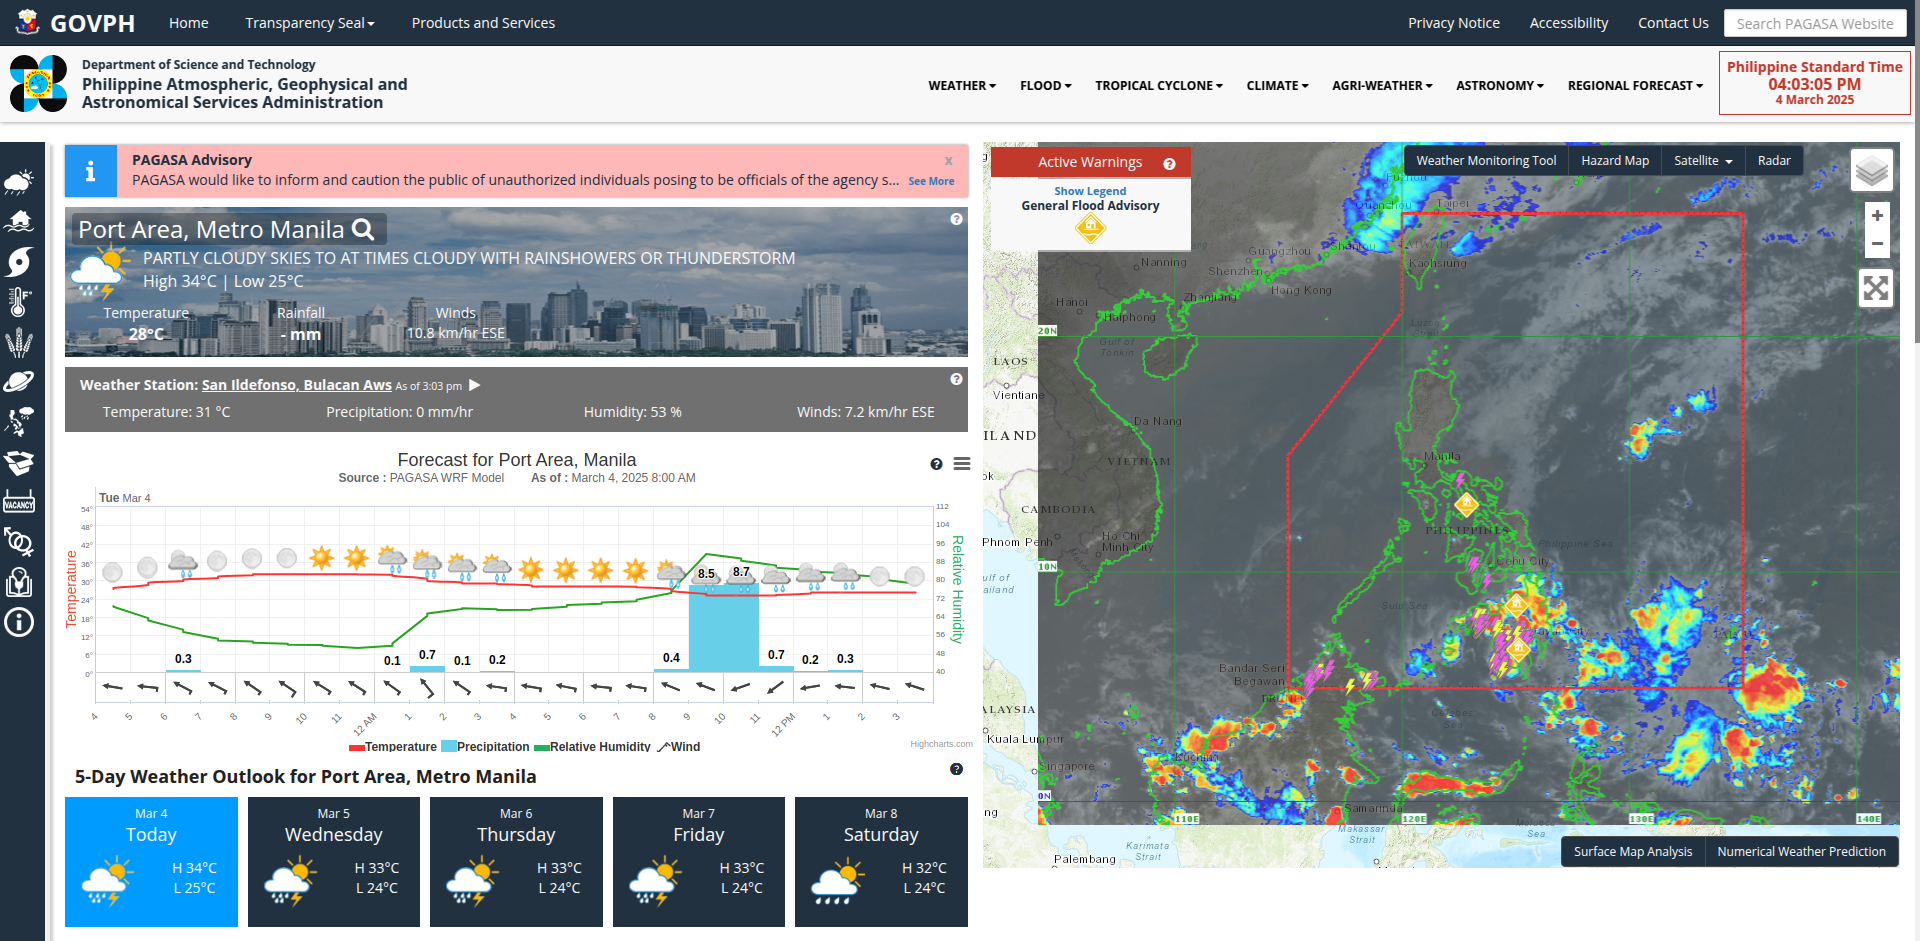 GOVPH
Home
Transparency Seal
Products and Services
Privacy Notice
Accessibility
Contact Us
Search PAGASA Website
Department of Science and Technology
Philippine Atmospheric, Geophysical and
Astronomical Services Administration
WEATHER
FLOOD
TROPICAL CYCLONE
CLIMATE
AGRI-WEATHER
ASTRONOMY
REGIONAL FORECAST
Philippine Standard Time
04:03:05 PM
4 March 2025
PAGASA Advisory
x
PAGASA would like to inform and caution the public of unauthorized individuals posing to be officials of the agency s... See More
Port Area, Metro Manila
PARTLY CLOUDY SKIES TO AT TIMES CLOUDY WITH RAINSHOWERS OR THUNDERSTORM
High 34°C | Low 25°C
Temperature
28°C
Rainfall
- mm
Winds
10.8 km/hr ESE
Weather Station: San Ildefonso, Bulacan Aws As of 3:03 pm
Temperature: 31 °C
Precipitation: 0 mm/hr
Humidity: 53 %
Winds: 7.2 km/hr ESE
Forecast for Port Area, Manila
Source : PAGASA WRF Model As of : March 4, 2025 8:00 AM
Tue Mar 4
54°
48°
42°
36°
30°
24°
18°
12°
6°
0°
Temperature
112
104
96
88
80
72
64
56
48
40
Relative Humidity
0.3
0.1
0.7
0.1
0.2
0.4
8.5
8.7
0.7
0.2
0.3
4 5 6 7 8 9 10 11 12 AM 1 2 3 4 5 6 7 8 9 10 11 12 PM 1 2 3
Temperature Precipitation Relative Humidity Wind
Highcharts.com
5-Day Weather Outlook for Port Area, Metro Manila
Mar 4
Today
H 34°C
L 25°C
Mar 5
Wednesday
H 33°C
L 24°C
Mar 6
Thursday
H 33°C
L 24°C
Mar 7
Friday
H 33°C
L 24°C
Mar 8
Saturday
H 32°C
L 24°C
Active Warnings
Show Legend
General Flood Advisory
Weather Monitoring Tool
Hazard Map
Satellite
Radar
+
−
Fuzhou
Quanzhou
Taipei
Shantou
TAIWAN
Kaohsiung
Guangzhou
Nanning
Shenzhen
Hong Kong
Zhanjiang
Hanoi
Haiphong
20N
Luzon
Strait
Gulf of
Tonkin
LAOS
Vientiane
Da Nang
ILAND
VIETNAM
Manila
ok
CAMBODIA
PHILIPPINES
Phnom Penh
Ho Chi
Minh City
Philippine Sea
10N
Cebu City
ulf of
ailand
Sulu Sea
Bandar Seri
Begawan
BRUNEI
ALAYSIA
Celebes
Kuala Lumpur
Kuching
Singapore
0N
Samarinda
110E
120E
130E
140E
ng
Makassar
Strait
Molucca
Sea
Karimata
Strait
Palembang
Surface Map Analysis
Numerical Weather Prediction